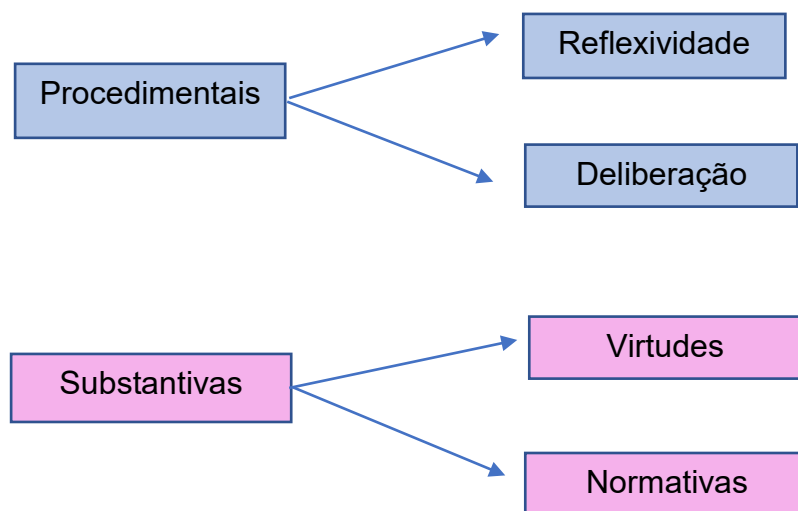 Reflexividade
Procedimentais
Deliberação
Virtudes
Substantivas
Normativas